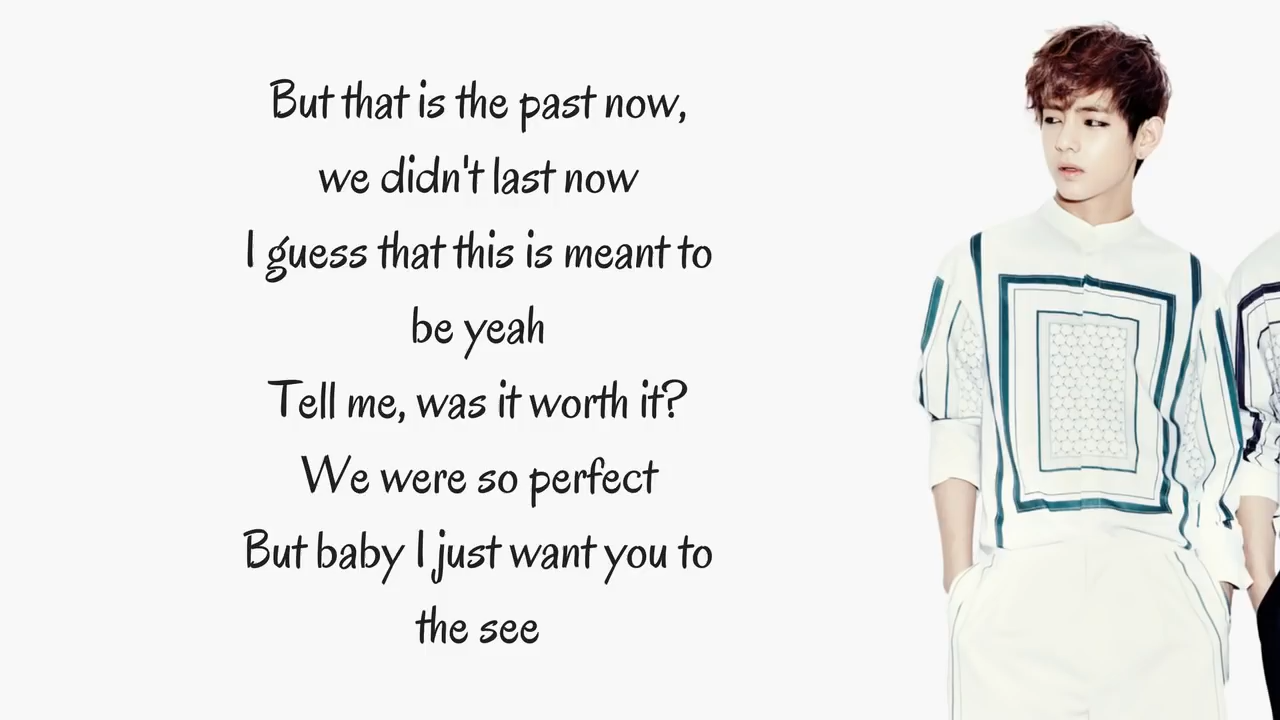 But that is the past now,
we didn't last now
I guess that this is meant to
be yeah
Tell me, was it worth it?
We were so perfect
But baby I just want you to
the see